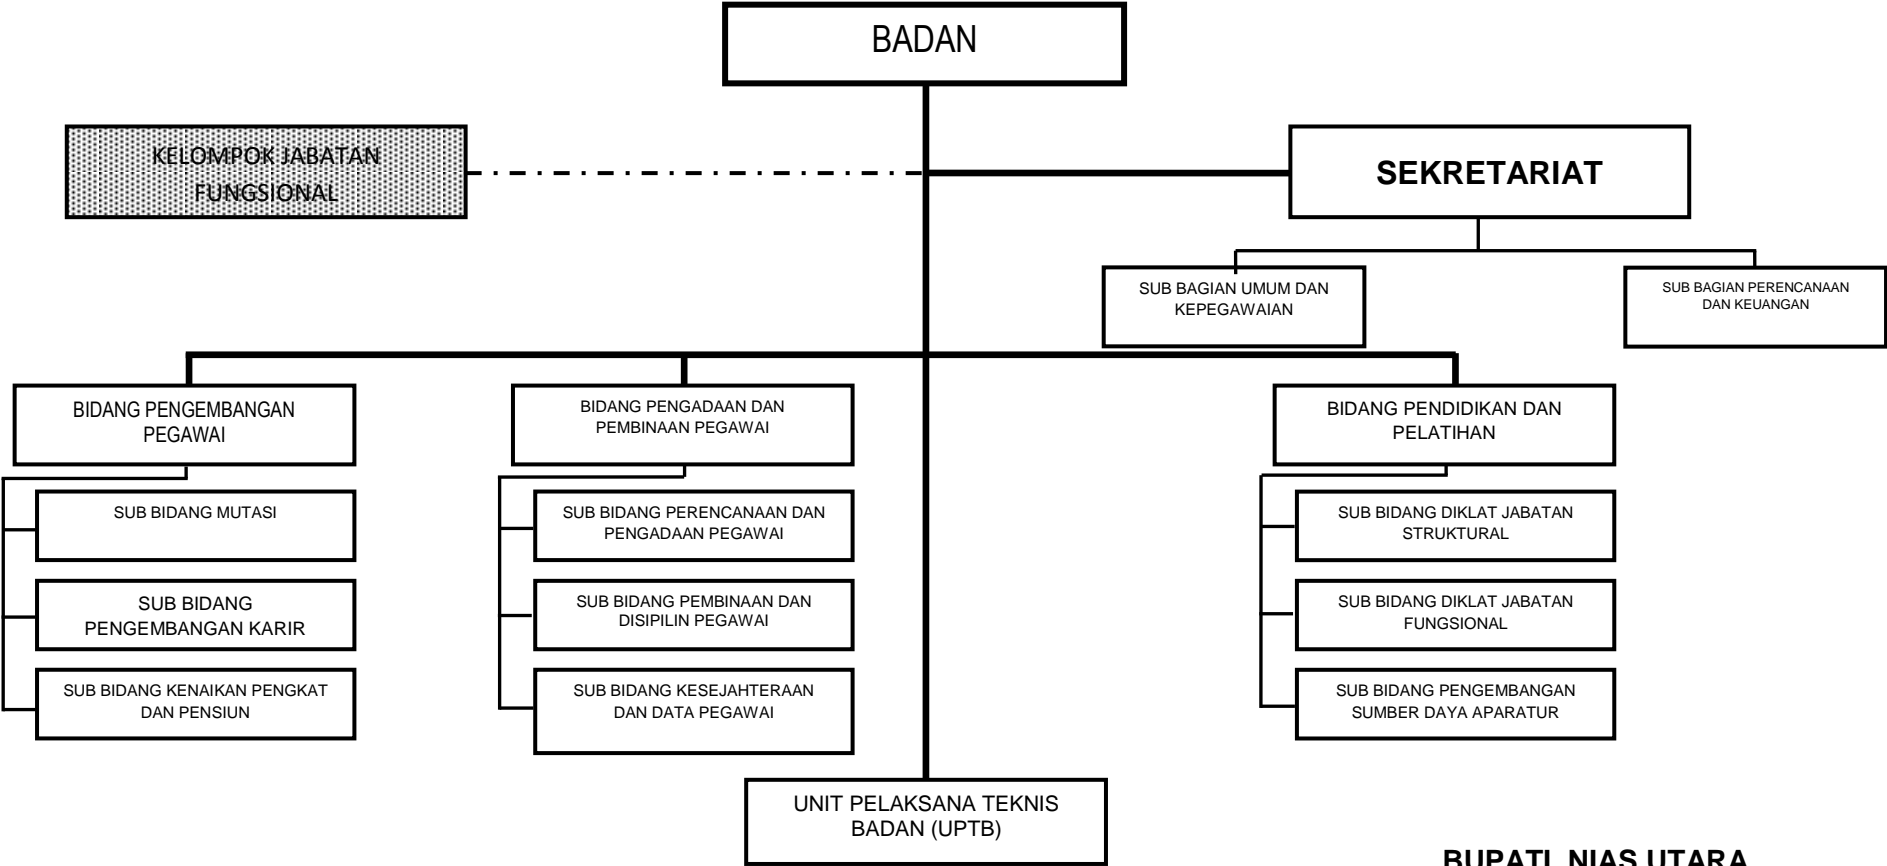 BADAN
KELOMPOK JABATAN
FUNGSIONAL
SEKRETARIAT
SUB BAGIAN UMUM DAN
KEPEGAWAIAN
SUB BAGIAN PERENCANAAN
DAN KEUANGAN
BIDANG PENGEMBANGAN
PEGAWAI
BIDANG PENGADAAN DAN
PEMBINAAN PEGAWAI
BIDANG PENDIDIKAN DAN
PELATIHAN
SUB BIDANG MUTASI
SUB BIDANG
PENGEMBANGAN KARIR
SUB BIDANG KENAIKAN PENGKAT
DAN PENSIUN
SUB BIDANG PERENCANAAN DAN
PENGADAAN PEGAWAI
SUB BIDANG PEMBINAAN DAN
DISIPILIN PEGAWAI
SUB BIDANG KESEJAHTERAAN
DAN DATA PEGAWAI
SUB BIDANG DIKLAT JABATAN
STRUKTURAL
SUB BIDANG DIKLAT JABATAN
FUNGSIONAL
SUB BIDANG PENGEMBANGAN
SUMBER DAYA APARATUR
UNIT PELAKSANA TEKNIS
BADAN (UPTB)
BUPATI NIAS UTARA